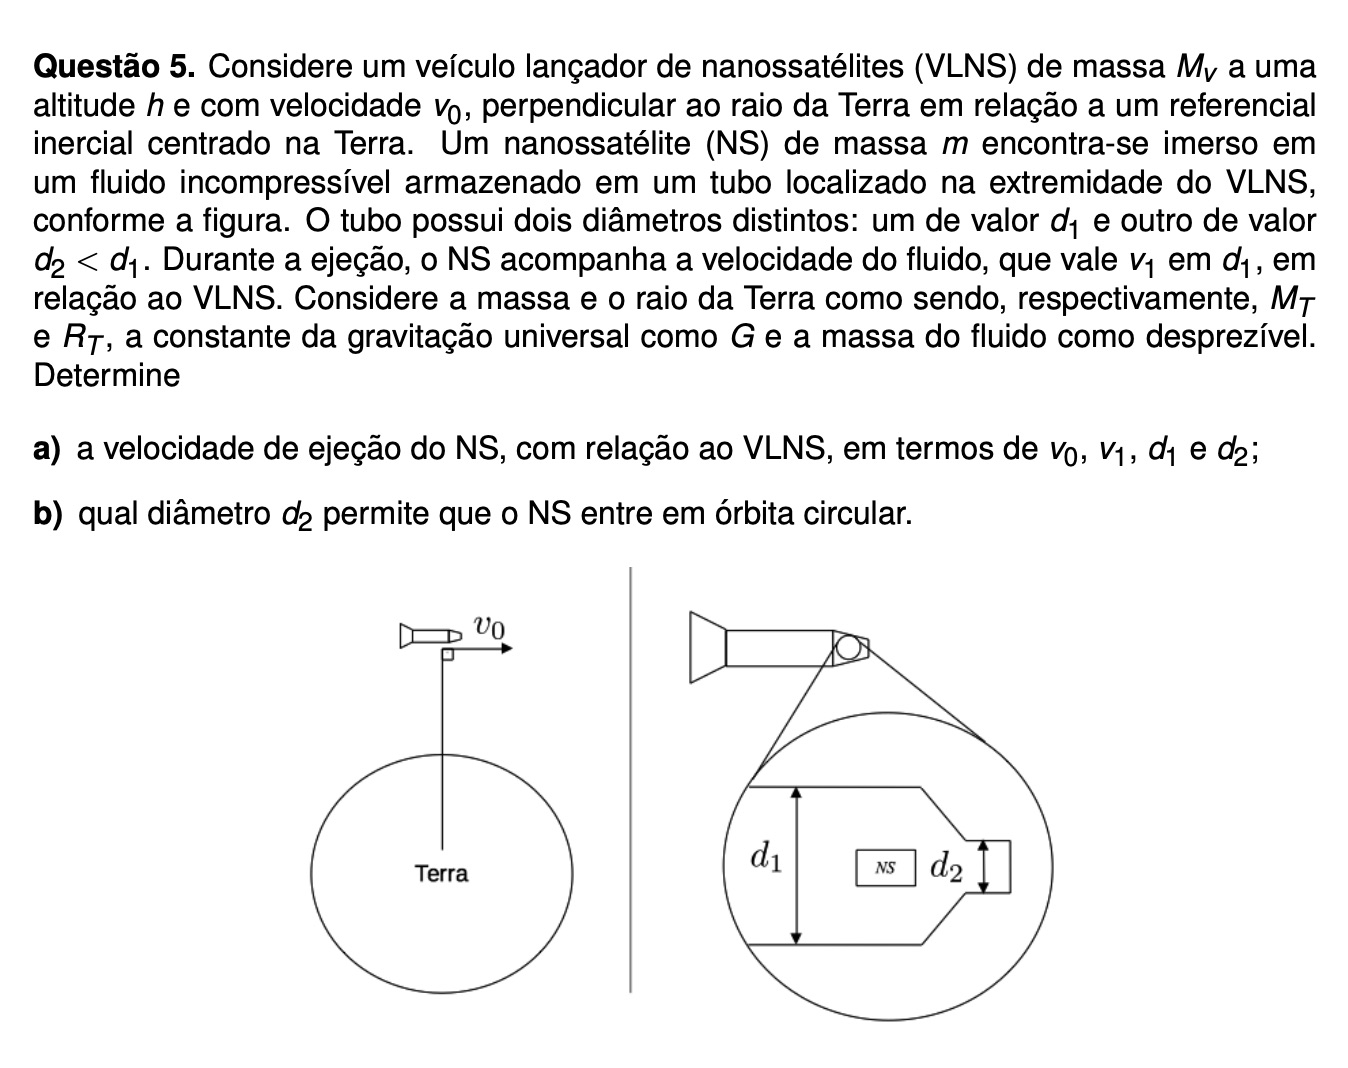 Questão 5. Considere um veículo lançador de nanossatélites (VLNS) de massa M_V a uma
altitude h e com velocidade v_0, perpendicular ao raio da Terra em relação a um referencial
inercial centrado na Terra. Um nanossatélite (NS) de massa m encontra-se imerso em
um fluido incompressível armazenado em um tubo localizado na extremidade do VLNS,
conforme a figura. O tubo possui dois diâmetros distintos: um de valor d_1 e outro de valor
d_2 < d_1. Durante a ejeção, o NS acompanha a velocidade do fluido, que vale v_1 em d_1, em
relação ao VLNS. Considere a massa e o raio da Terra como sendo, respectivamente, M_T
e R_T, a constante da gravitação universal como G e a massa do fluido como desprezível.
Determine
a) a velocidade de ejeção do NS, com relação ao VLNS, em termos de v_0, v_1, d_1 e d_2;
b) qual diâmetro d_2 permite que o NS entre em órbita circular.
v_0
Terra
d_1
NS
d_2